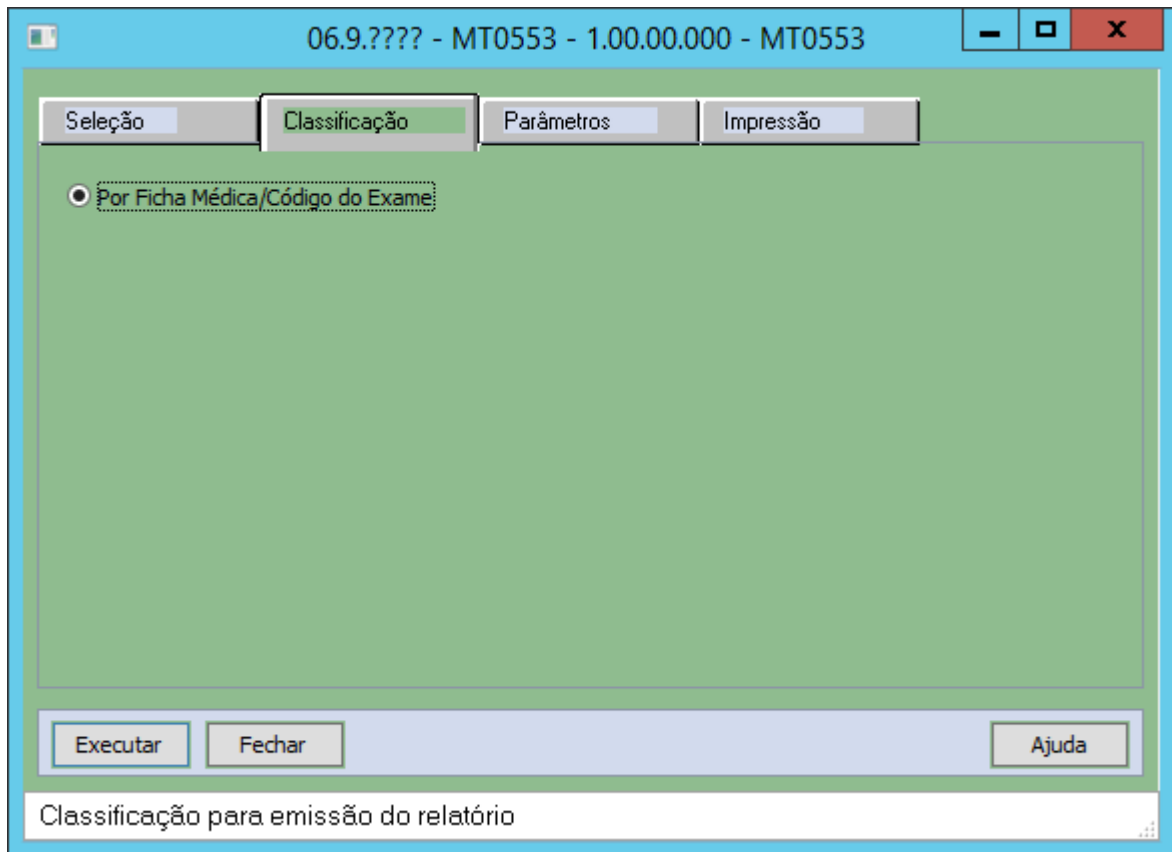 06.9.???? - MT0553 - 1.00.00.000 - MT0553
Seleção Classificação Parâmetros Impressão
Por Ficha Médica/Código do Exame
Executar Fechar Ajuda
Classificação para emissão do relatório